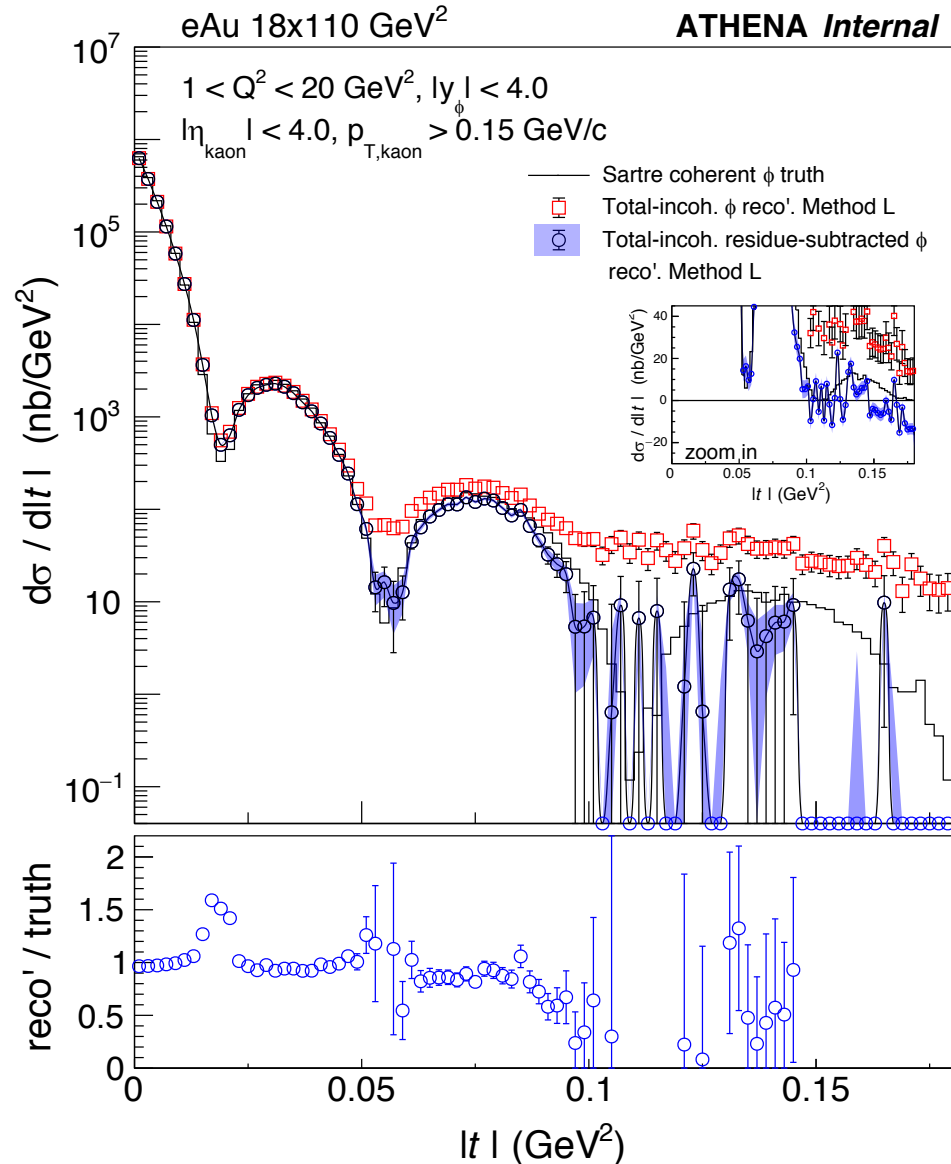 eAu 18x110 GeV² ATHENA Internal
1 < Q² < 20 GeV², |y_ϕ| < 4.0
|η_kaon| < 4.0, p_T,kaon > 0.15 GeV/c
Sartre coherent ϕ truth
Total-incoh. ϕ reco'. Method L
Total-incoh. residue-subtracted ϕ
reco'. Method L
dσ / d|t| (nb/GeV²)
10⁷
10⁵
10³
10
10⁻¹
dσ / d|t| (nb/GeV²)
40
20
0
−20
zoom in
0 0.05 0.1 0.15
|t| (GeV²)
reco' / truth
2
1.5
1
0.5
0
0 0.05 0.1 0.15
|t| (GeV²)